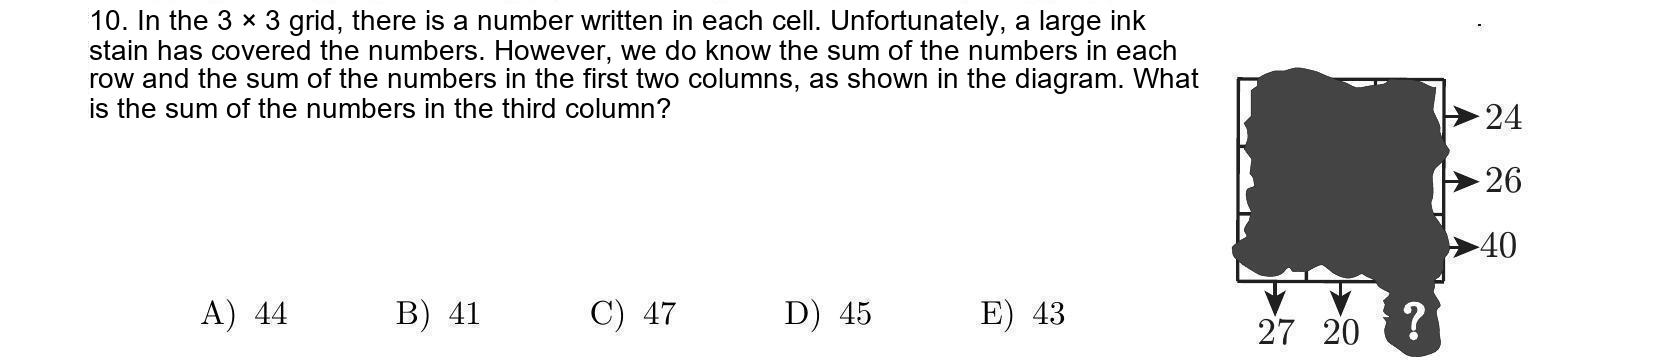 10. In the 3 × 3 grid, there is a number written in each cell. Unfortunately, a large ink
stain has covered the numbers. However, we do know the sum of the numbers in each
row and the sum of the numbers in the first two columns, as shown in the diagram. What
is the sum of the numbers in the third column?
24
26
40
27 20 ?
A) 44 B) 41 C) 47 D) 45 E) 43